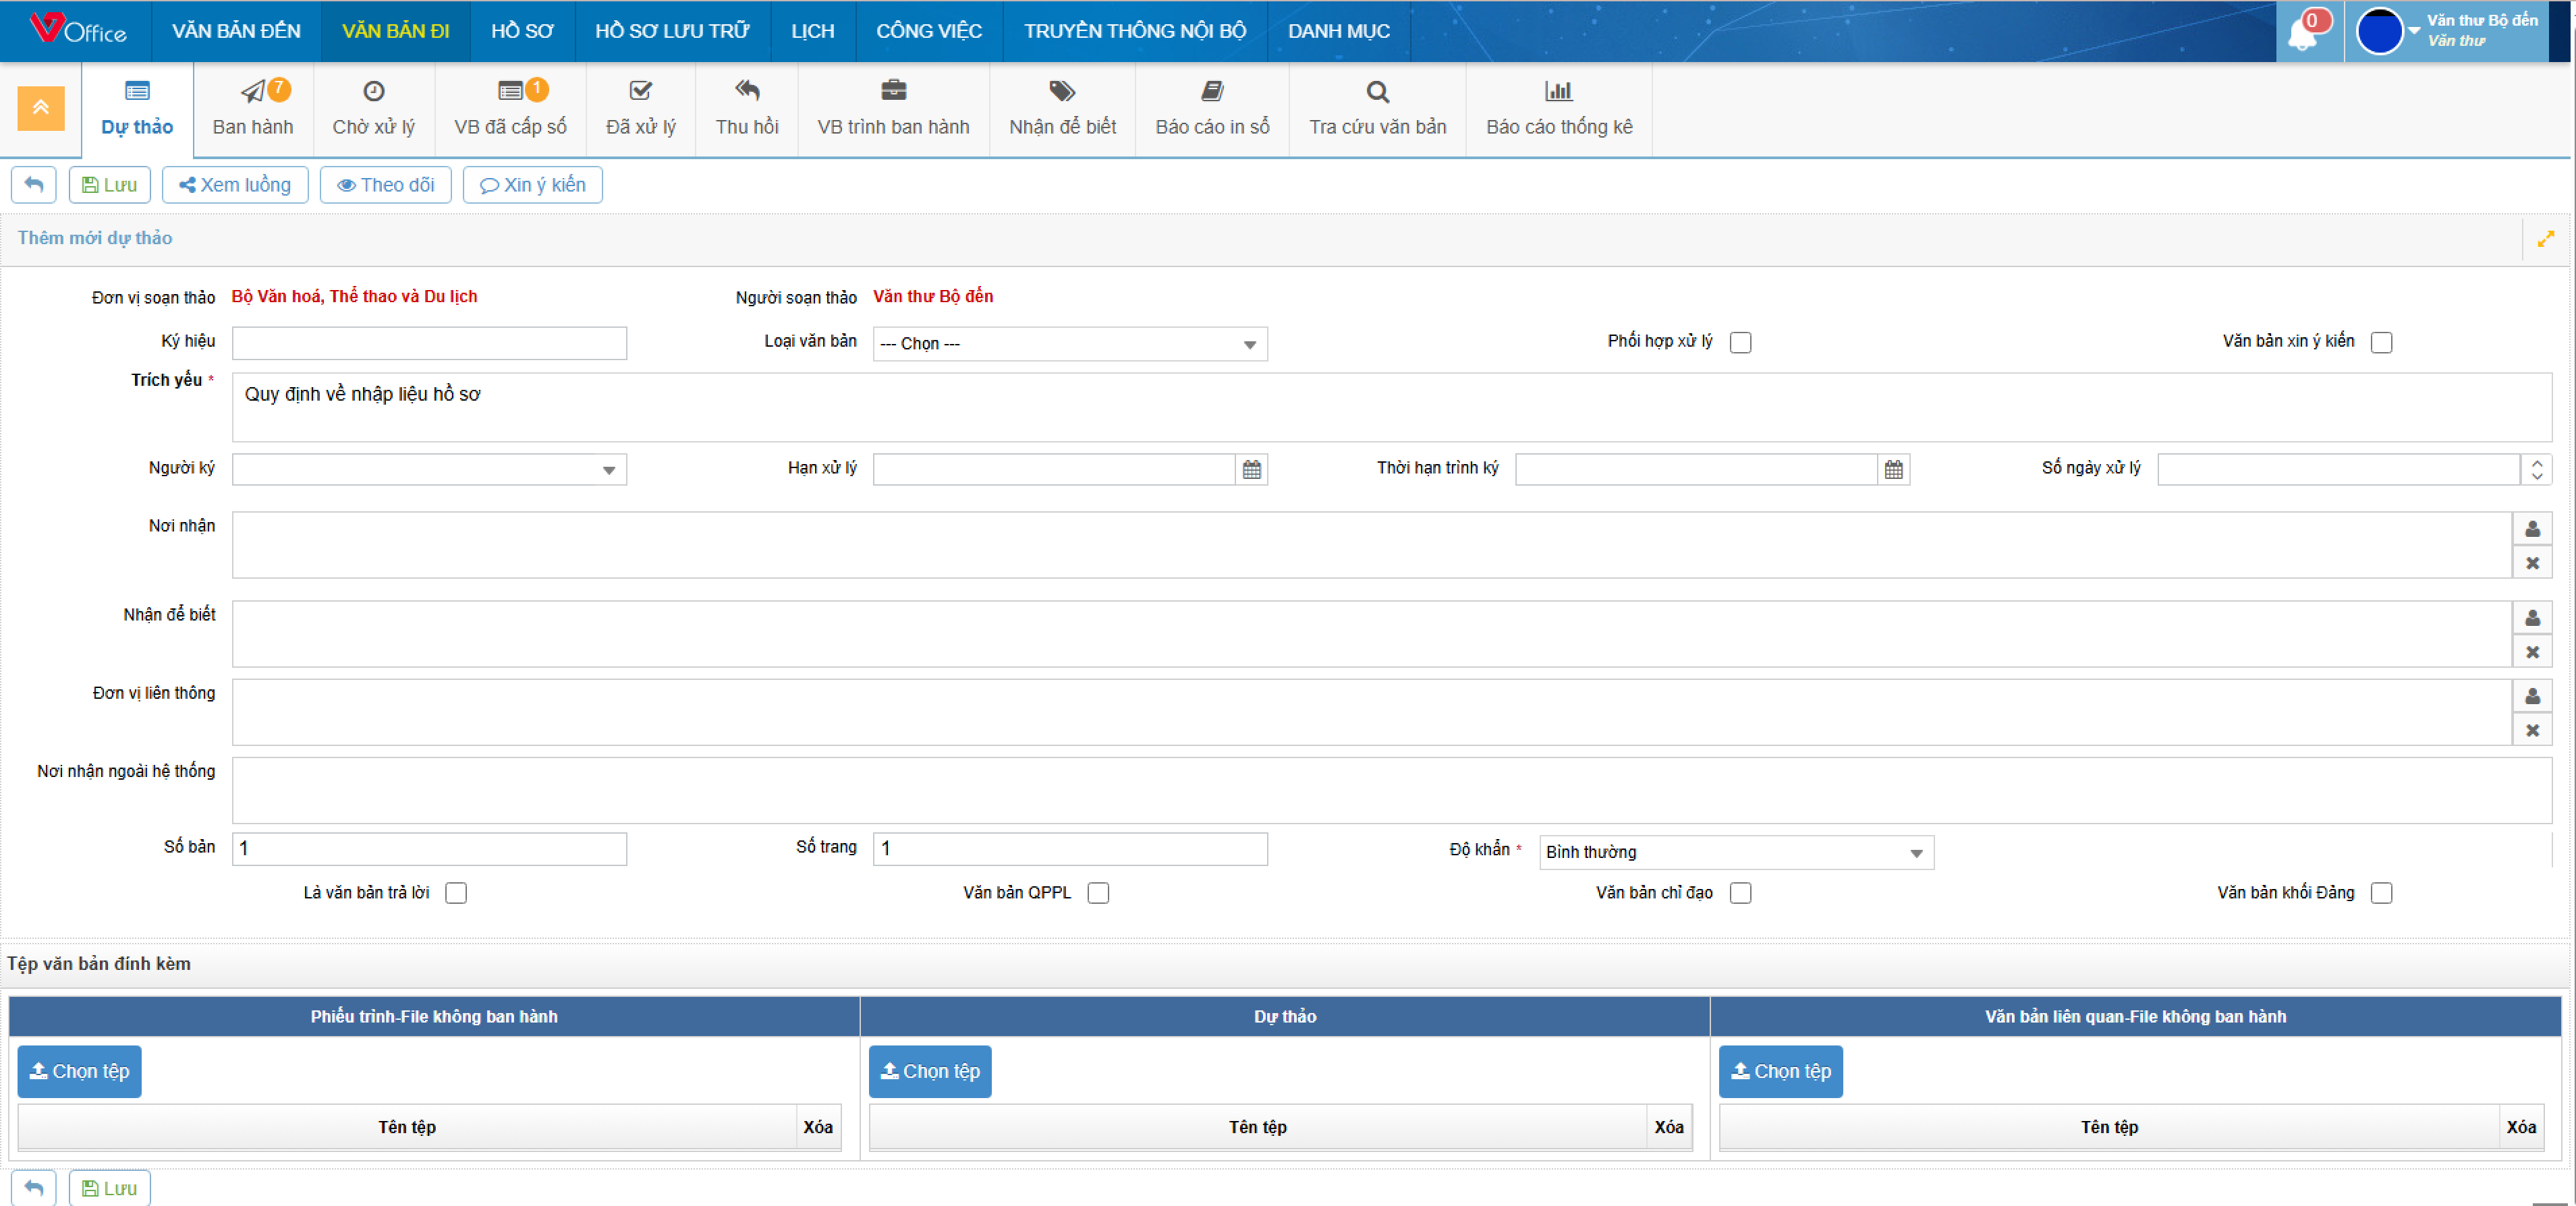 Office VĂN BẢN ĐẾN VĂN BẢN ĐI HỒ SƠ HỒ SƠ LƯU TRỮ LỊCH CÔNG VIỆC TRUYỀN THÔNG NỘI BỘ DANH MỤC 0 Văn thư Bộ đến
Văn thư
Dự thảo Ban hành 7 Chờ xử lý VB đã cấp số 1 Đã xử lý Thu hồi VB trình ban hành Nhận để biết Báo cáo in sổ Tra cứu văn bản Báo cáo thống kê
Lưu Xem luồng Theo dõi Xin ý kiến
Thêm mới dự thảo
Đơn vị soạn thảo Bộ Văn hoá, Thể thao và Du lịch Người soạn thảo Văn thư Bộ đến
Ký hiệu Loại văn bản --- Chọn --- Phối hợp xử lý Văn bản xin ý kiến
Trích yếu * Quy định về nhập liệu hồ sơ
Người ký Hạn xử lý Thời hạn trình ký Số ngày xử lý
Nơi nhận
Nhận để biết
Đơn vị liên thông
Nơi nhận ngoài hệ thống
Số bản 1 Số trang 1 Độ khẩn * Bình thường
Là văn bản trả lời Văn bản QPPL Văn bản chỉ đạo Văn bản khối Đảng
Tệp văn bản đính kèm
Phiếu trình-File không ban hành Dự thảo Văn bản liên quan-File không ban hành
Chọn tệp Chọn tệp Chọn tệp
Tên tệp Xóa Tên tệp Xóa Tên tệp Xóa
Lưu